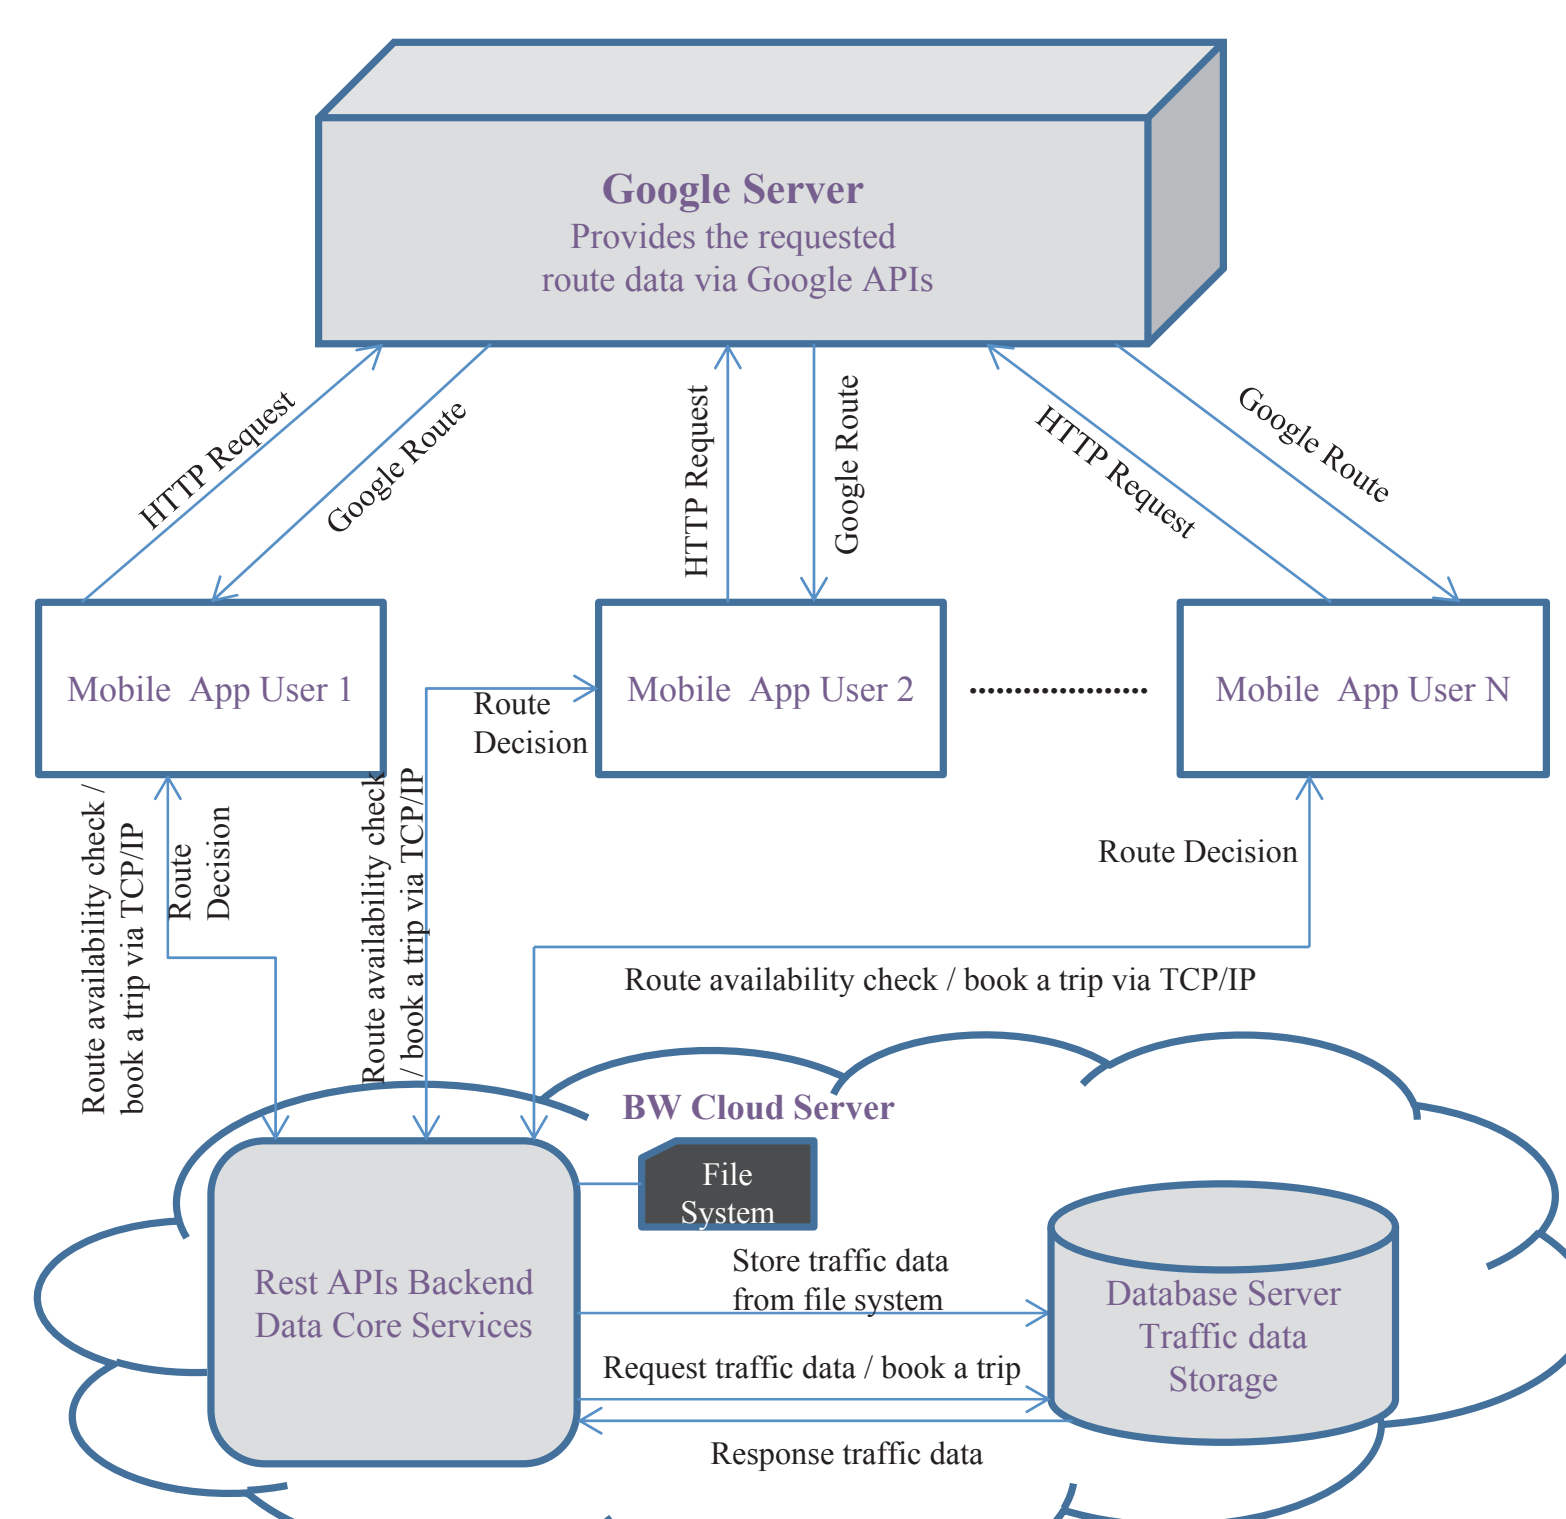 Google Server
Provides the requested
route data via Google APIs
HTTP Request
Google Route
HTTP Request
Google Route
HTTP Request
Google Route
Mobile App User 1
Mobile App User 2
....................
Mobile App User N
Route
Decision
Route availability check /
book a trip via TCP/IP
Route
Decision
Route availability check
/ book a trip via TCP/IP
Route Decision
Route availability check / book a trip via TCP/IP
BW Cloud Server
File
System
Rest APIs Backend
Data Core Services
Store traffic data
from file system
Database Server
Traffic data
Storage
Request traffic data / book a trip
Response traffic data